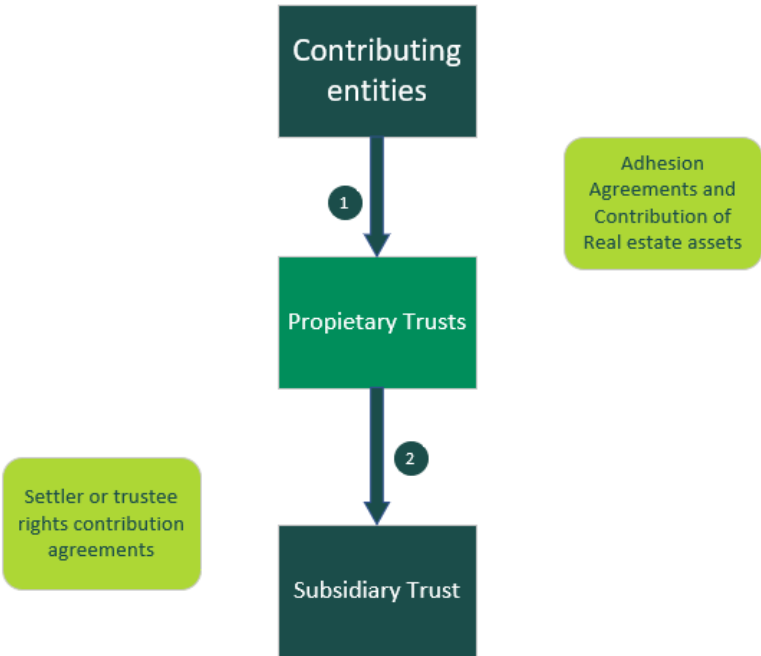 Contributing
entities
Adhesion
Agreements and
Contribution of
Real estate assets
1
Propietary Trusts
2
Settler or trustee
rights contribution
agreements
Subsidiary Trust